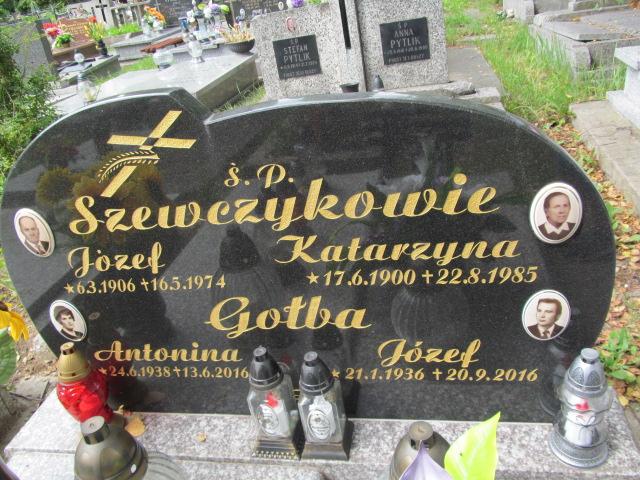 Ś.P.
STEFAN
PYTLIK
Ś.P.
ANNA
PYTLIK
Ś.P.
Szewczykowie
Józef
*6.3.1906 +16.5.1974
Katarzyna
*17.6.1900 +22.8.1985
Gołba
Antonina
*24.6.1938 +13.6.2016
Józef
*21.1.1936 +20.9.2016